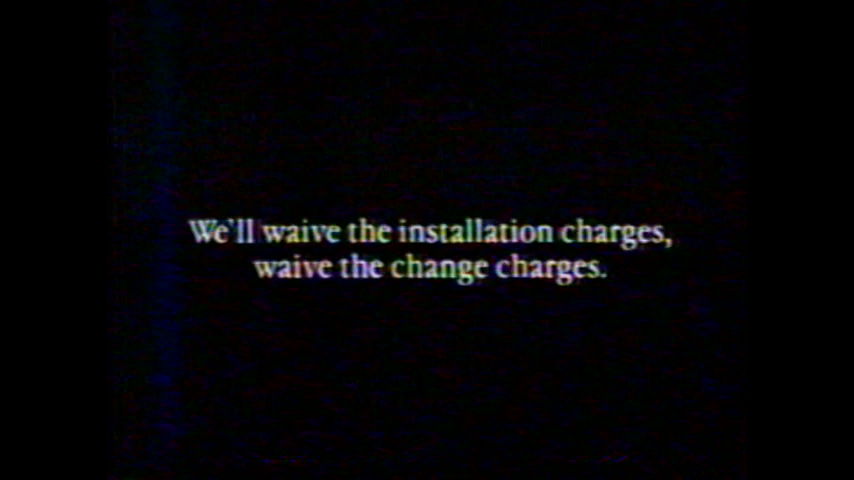 We'll waive the installation charges,
waive the change charges.